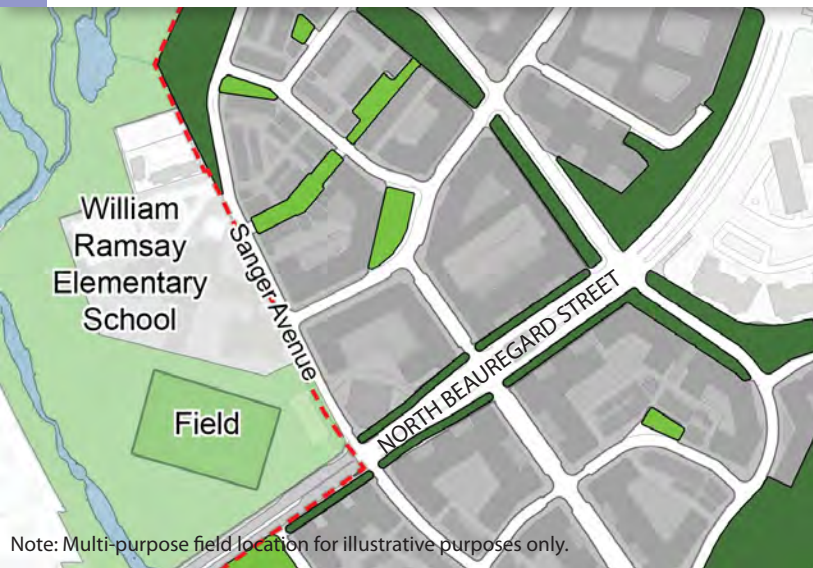 William
Ramsay
Elementary
School
Sanger Avenue
NORTH BEAUREGARD STREET
Field
Note: Multi-purpose field location for illustrative purposes only.